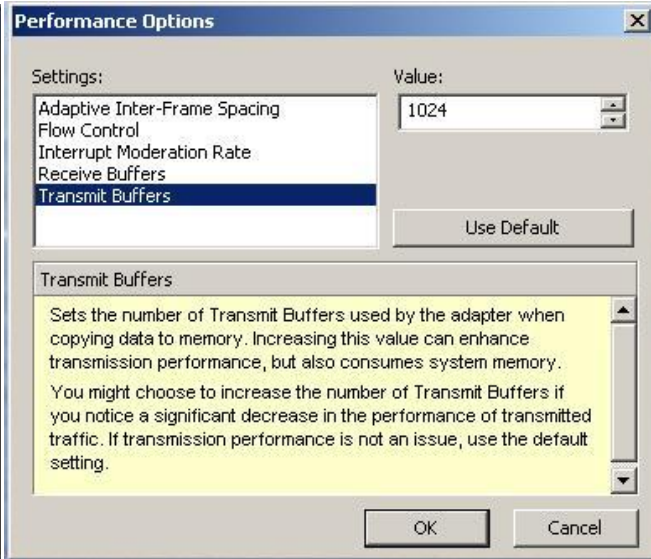 Performance Options
Settings:
Value:
Adaptive Inter-Frame Spacing
Flow Control
Interrupt Moderation Rate
Receive Buffers
Transmit Buffers
1024
Use Default
Transmit Buffers
Sets the number of Transmit Buffers used by the adapter when
copying data to memory. Increasing this value can enhance
transmission performance, but also consumes system memory.
You might choose to increase the number of Transmit Buffers if
you notice a significant decrease in the performance of transmitted
traffic. If transmission performance is not an issue, use the default
setting.
OK
Cancel